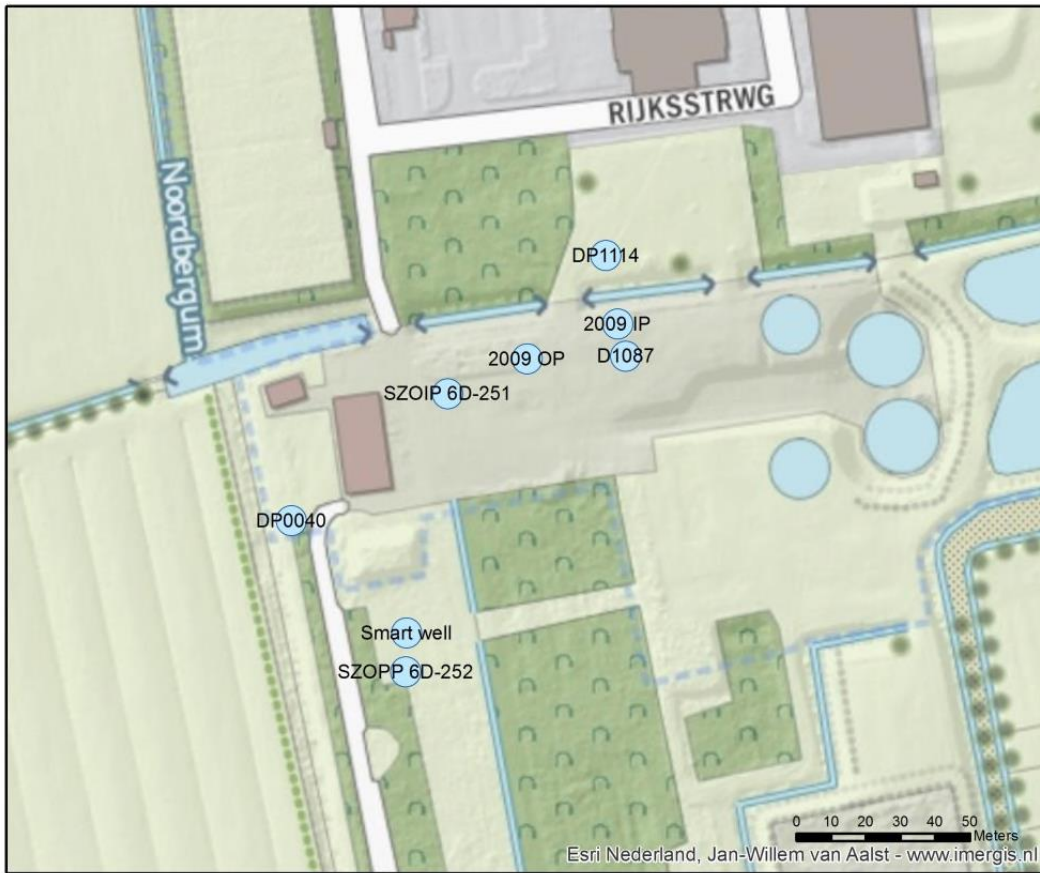 RIJKSSTRWG
Noordbergum
DP1114
2009 IP
2009 OP
D1087
SZOIP 6D-251
DP0040
Smart well
SZOPP 6D-252
0 10 20 30 40 50
Meters
Esri Nederland, Jan-Willem van Aalst - www.imergis.nl